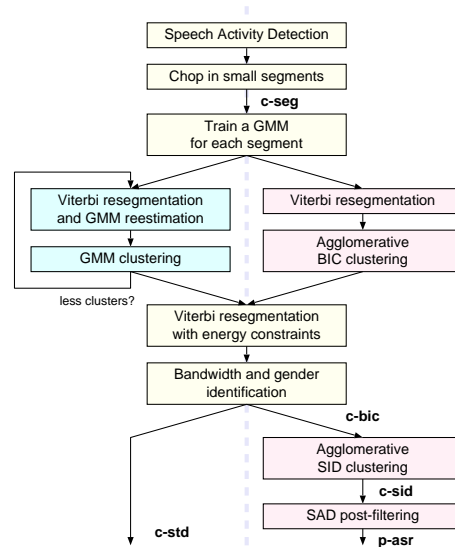 Speech Activity Detection
Chop in small segments
c-seg
Train a GMM
for each segment
Viterbi resegmentation
and GMM reestimation
GMM clustering
less clusters?
Viterbi resegmentation
Agglomerative
BIC clustering
Viterbi resegmentation
with energy constraints
Bandwidth and gender
identification
c-bic
Agglomerative
SID clustering
c-sid
SAD post-filtering
c-std
p-asr